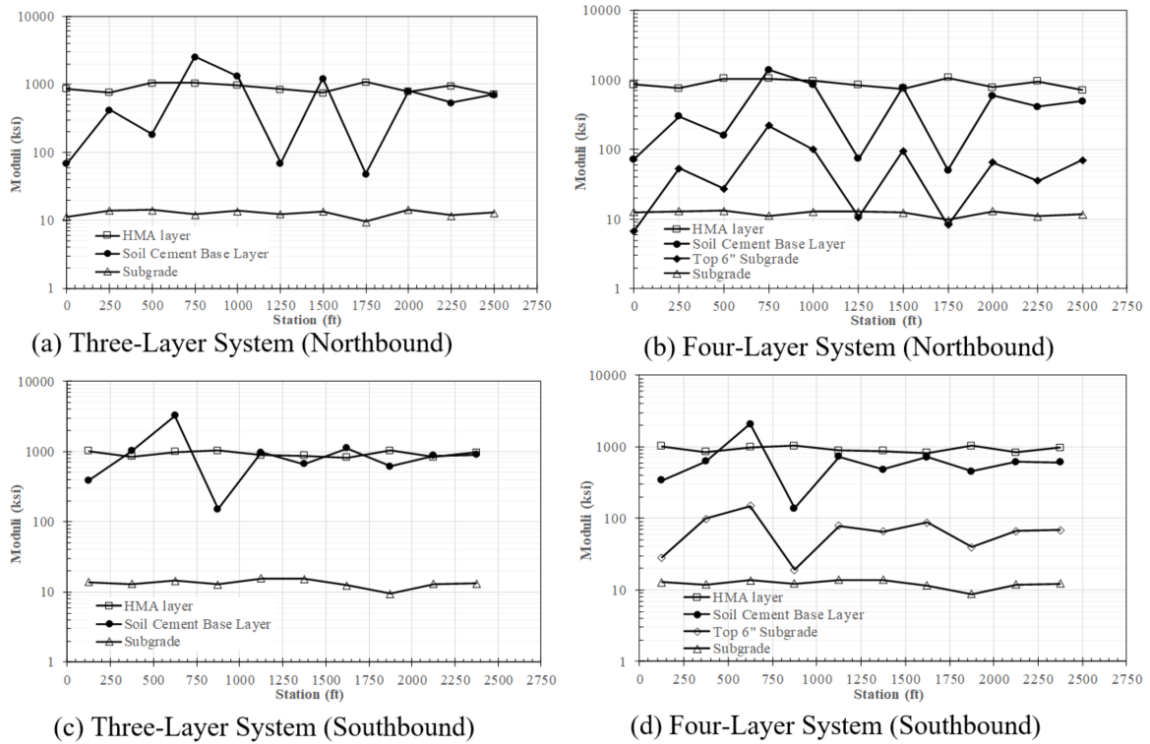 10000
1000
100
10
1
Moduli (ksi)
HMA layer
Soil Cement Base Layer
Subgrade
0 250 500 750 1000 1250 1500 1750 2000 2250 2500 2750
Station (ft)
(a) Three-Layer System (Northbound)
10000
1000
100
10
1
Moduli (ksi)
HMA layer
Soil Cement Base Layer
Top 6" Subgrade
Subgrade
0 250 500 750 1000 1250 1500 1750 2000 2250 2500 2750
Station (ft)
(b) Four-Layer System (Northbound)
10000
1000
100
10
1
Moduli (ksi)
HMA layer
Soil Cement Base Layer
Subgrade
0 250 500 750 1000 1250 1500 1750 2000 2250 2500 2750
Station (ft)
(c) Three-Layer System (Southbound)
10000
1000
100
10
1
Moduli (ksi)
HMA layer
Soil Cement Base Layer
Top 6" Subgrade
Subgrade
0 250 500 750 1000 1250 1500 1750 2000 2250 2500 2750
Station (ft)
(d) Four-Layer System (Southbound)